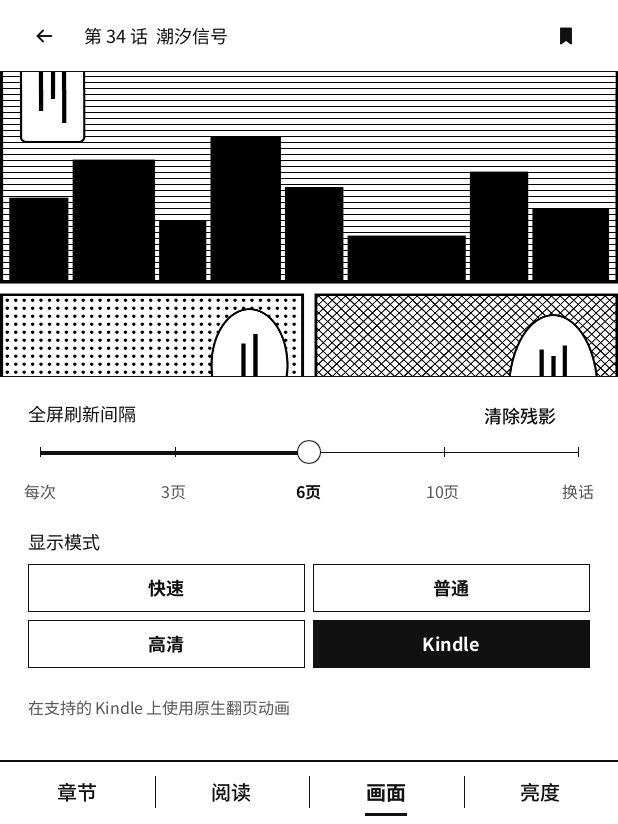 第 34 话 潮汐信号
全屏刷新间隔
清除残影
每次
3页
6页
10页
换话
显示模式
快速
普通
高清
Kindle
在支持的 Kindle 上使用原生翻页动画
章节
阅读
画面
亮度